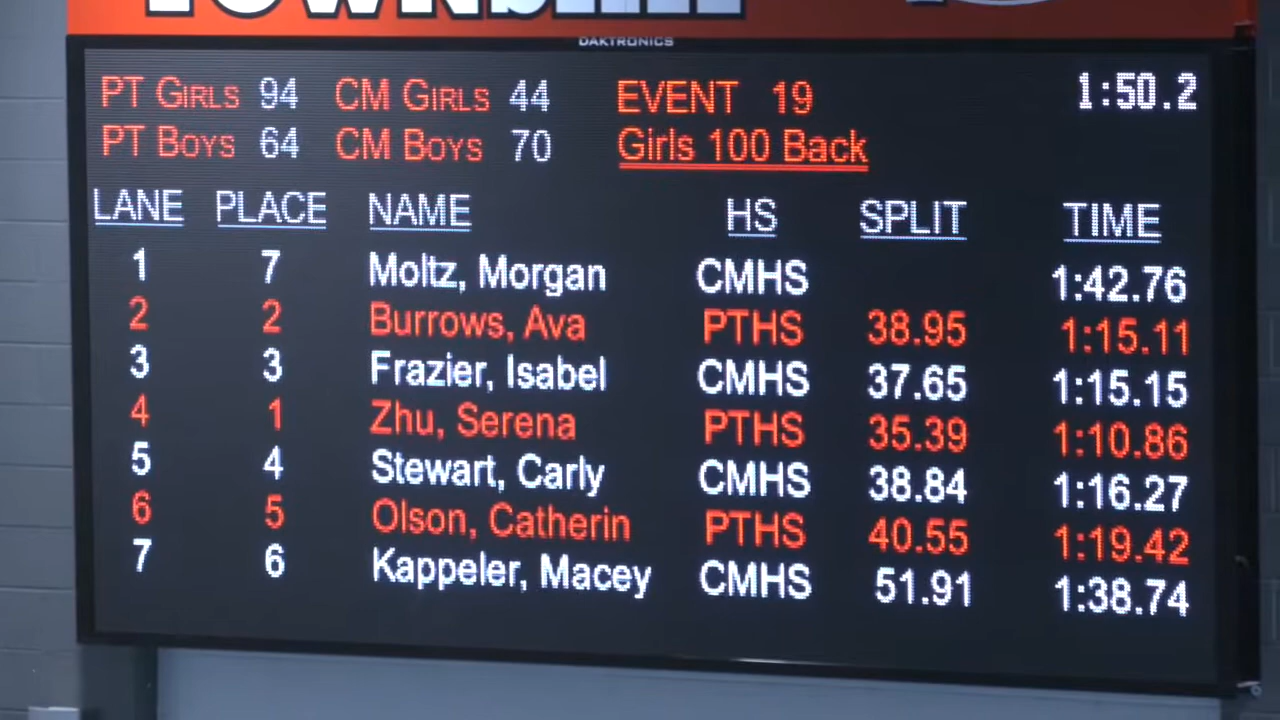 DAKTRONICS
PT GIRLS 94 CM GIRLS 44 EVENT 19 1:50.2
PT BOYS 64 CM BOYS 70 Girls 100 Back
LANE PLACE NAME HS SPLIT TIME
1 7 Moltz, Morgan CMHS 1:42.76
2 2 Burrows, Ava PTHS 38.95 1:15.11
3 3 Frazier, Isabel CMHS 37.65 1:15.15
4 1 Zhu, Serena PTHS 35.39 1:10.86
5 4 Stewart, Carly CMHS 38.84 1:16.27
6 5 Olson, Catherin PTHS 40.55 1:19.42
7 6 Kappeler, Macey CMHS 51.91 1:38.74